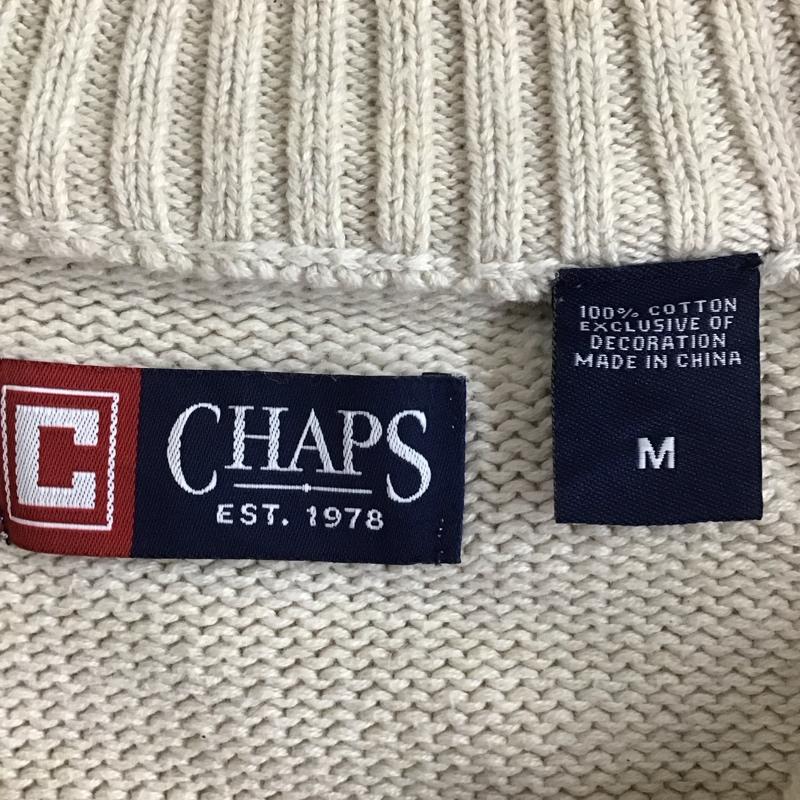 C
CHAPS
EST. 1978
100% COTTON
EXCLUSIVE OF
DECORATION
MADE IN CHINA
M